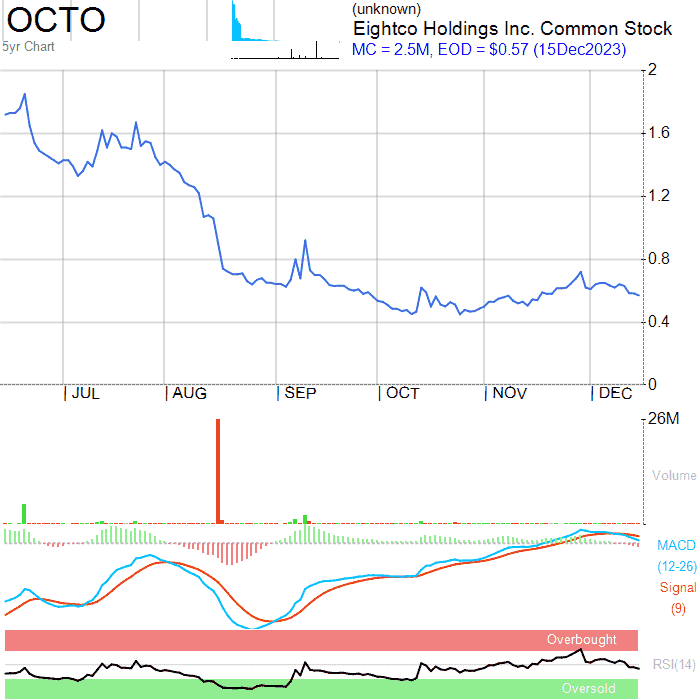 OCTO
5yr Chart
(unknown)
Eightco Holdings Inc. Common Stock
MC = 2.5M, EOD = $0.57 (15Dec2023)
2
1.6
1.2
0.8
0.4
0
JUL AUG SEP OCT NOV DEC
26M
Volume
MACD
(12-26)
Signal
(9)
Overbought
RSI(14)
Oversold